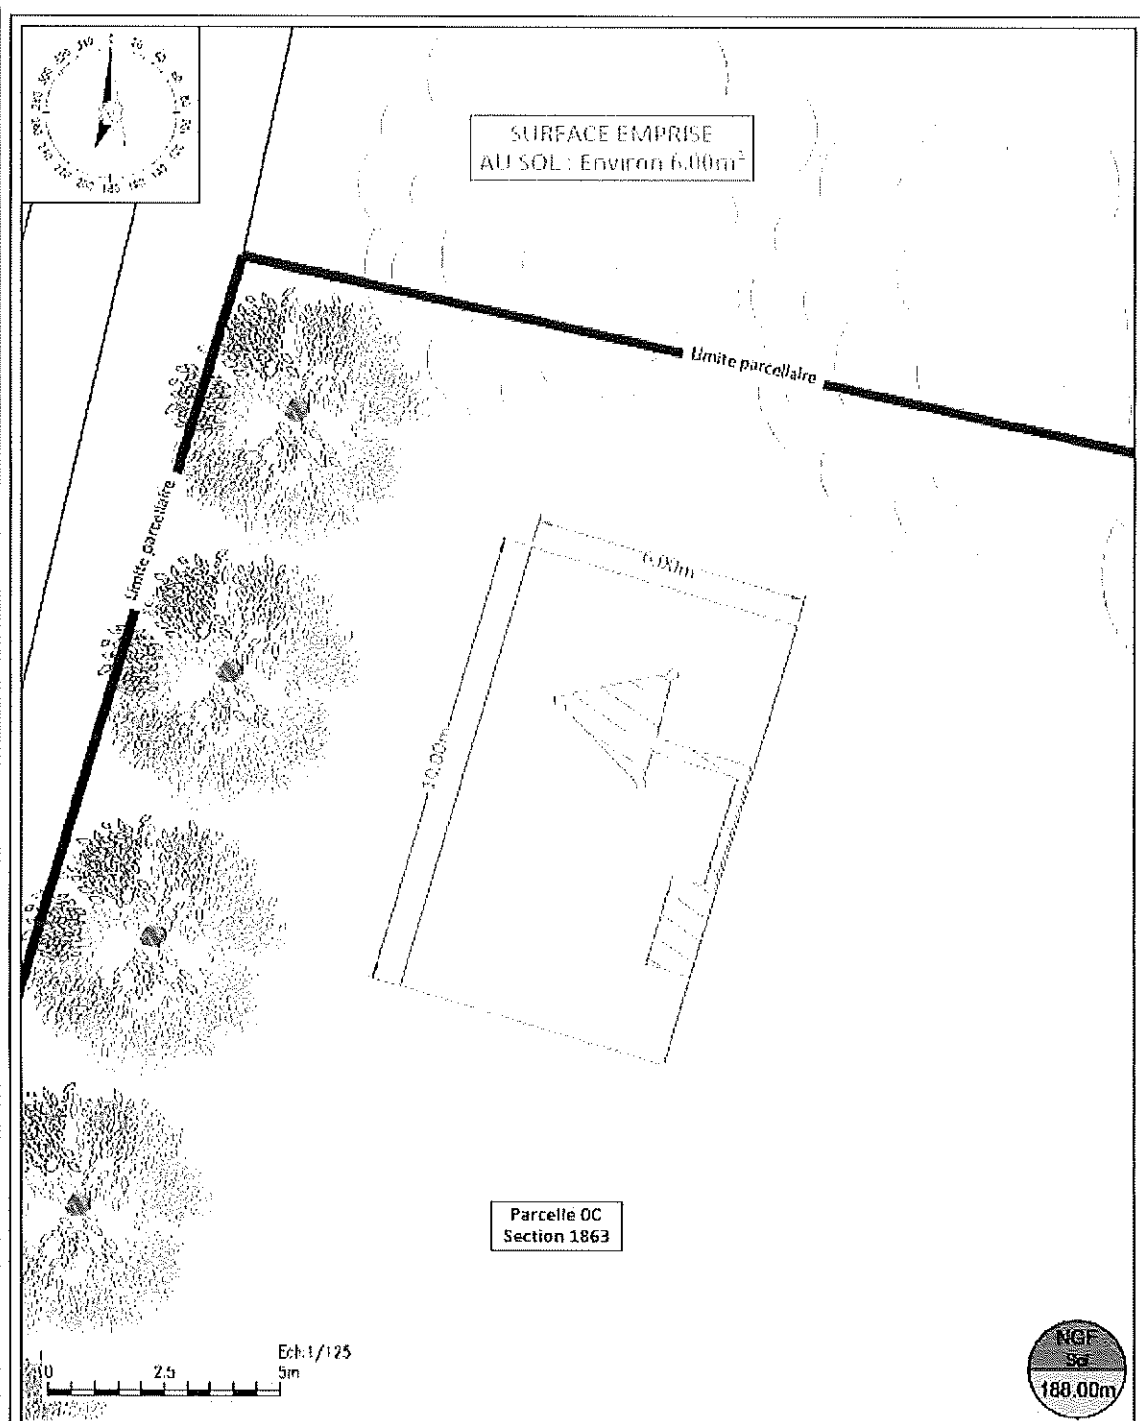 SURFACE EMPRISE
AU SOL : Environ 6.00m²
Limite parcellaire
Limite parcellaire
6.00m
10.00m
Parcelle 0C
Section 1863
Ech:1/125
0 2.5 5m
NGF
Sol
188.00m